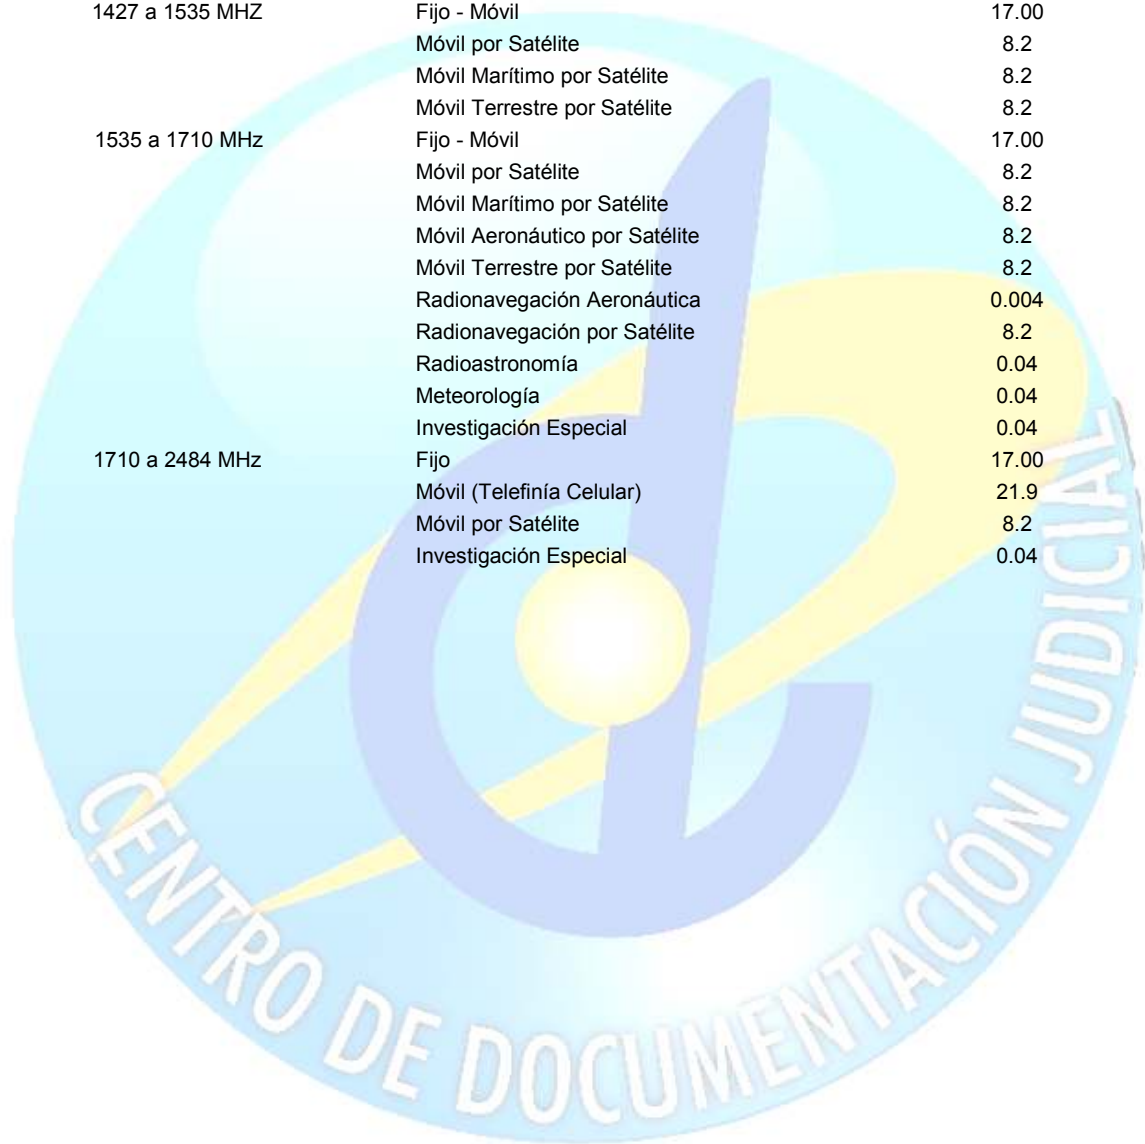 1427 a 1535 MHZ Fijo - Móvil 17.00
Móvil por Satélite 8.2
Móvil Marítimo por Satélite 8.2
Móvil Terrestre por Satélite 8.2
1535 a 1710 MHz Fijo - Móvil 17.00
Móvil por Satélite 8.2
Móvil Marítimo por Satélite 8.2
Móvil Aeronáutico por Satélite 8.2
Móvil Terrestre por Satélite 8.2
Radionavegación Aeronáutica 0.004
Radionavegación por Satélite 8.2
Radioastronomía 0.04
Meteorología 0.04
Investigación Especial 0.04
1710 a 2484 MHz Fijo 17.00
Móvil (Telefinía Celular) 21.9
Móvil por Satélite 8.2
Investigación Especial 0.04
CENTRO DE DOCUMENTACIÓN JUDICIAL